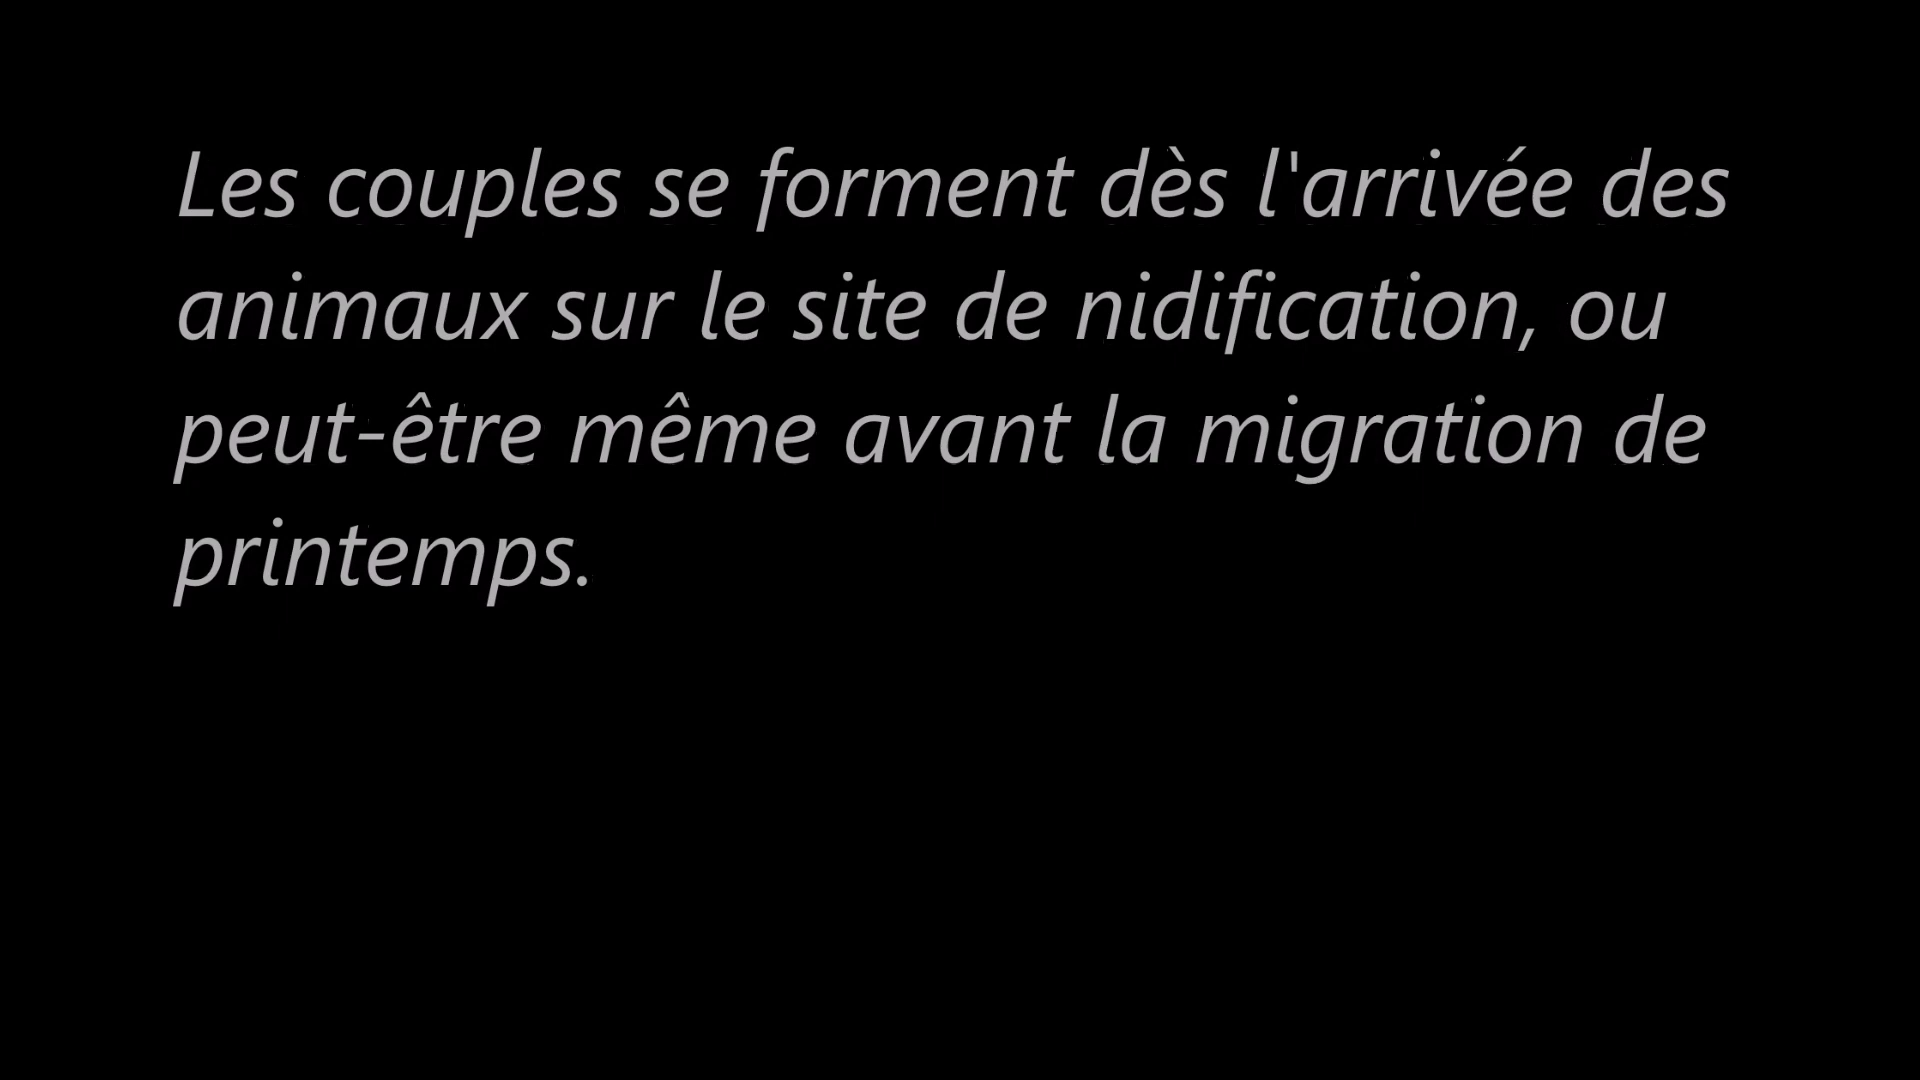 Les couples se forment dès l'arrivée des
animaux sur le site de nidification, ou
peut-être même avant la migration de
printemps.